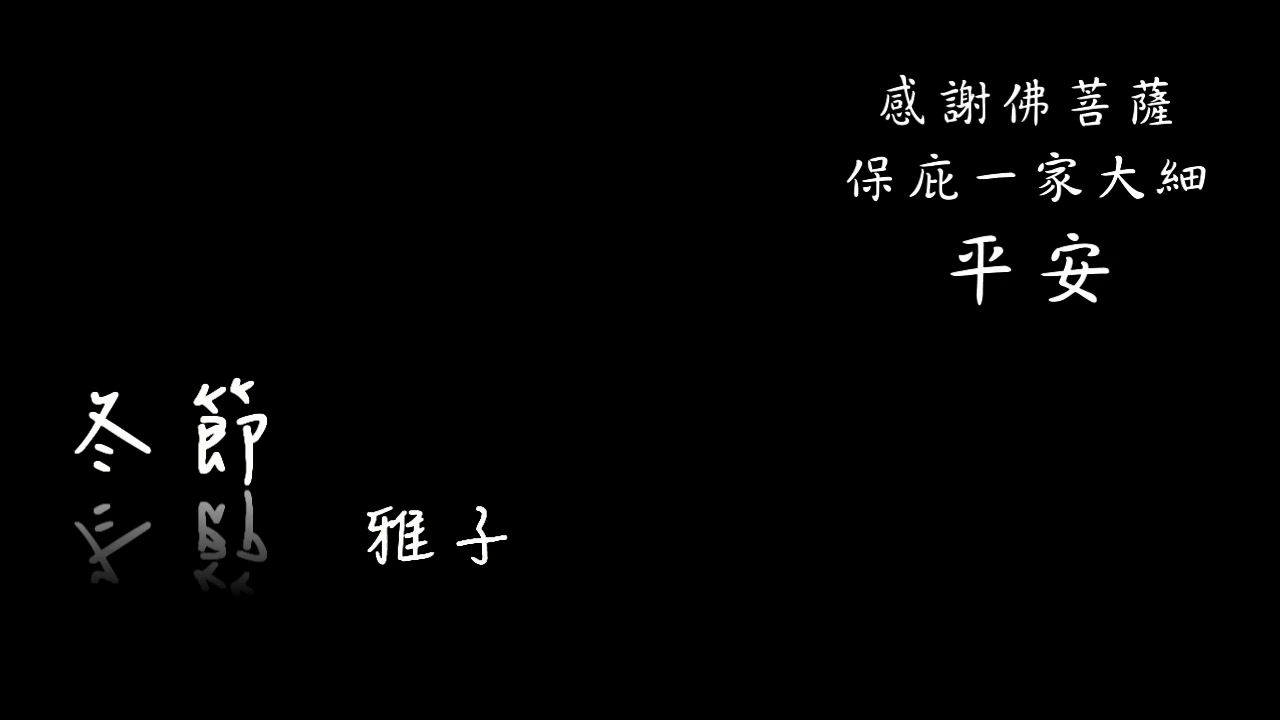 感謝佛菩薩
保庇一家大細
平安
冬節
雅子